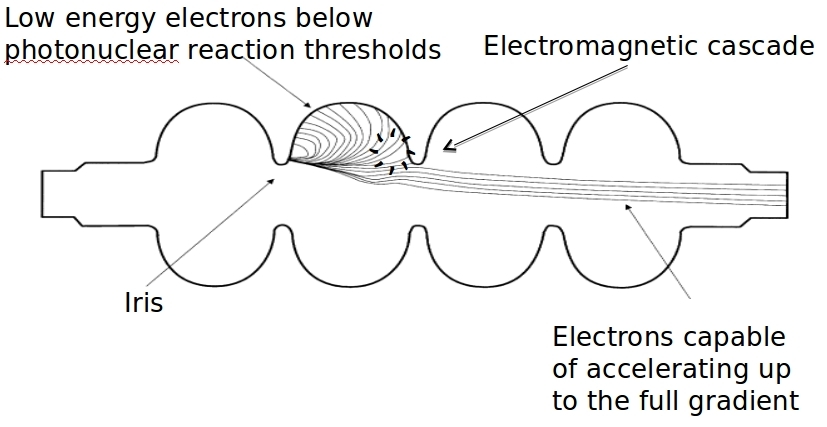 Low energy electrons below
photonuclear reaction thresholds
Electromagnetic cascade
Iris
Electrons capable
of accelerating up
to the full gradient